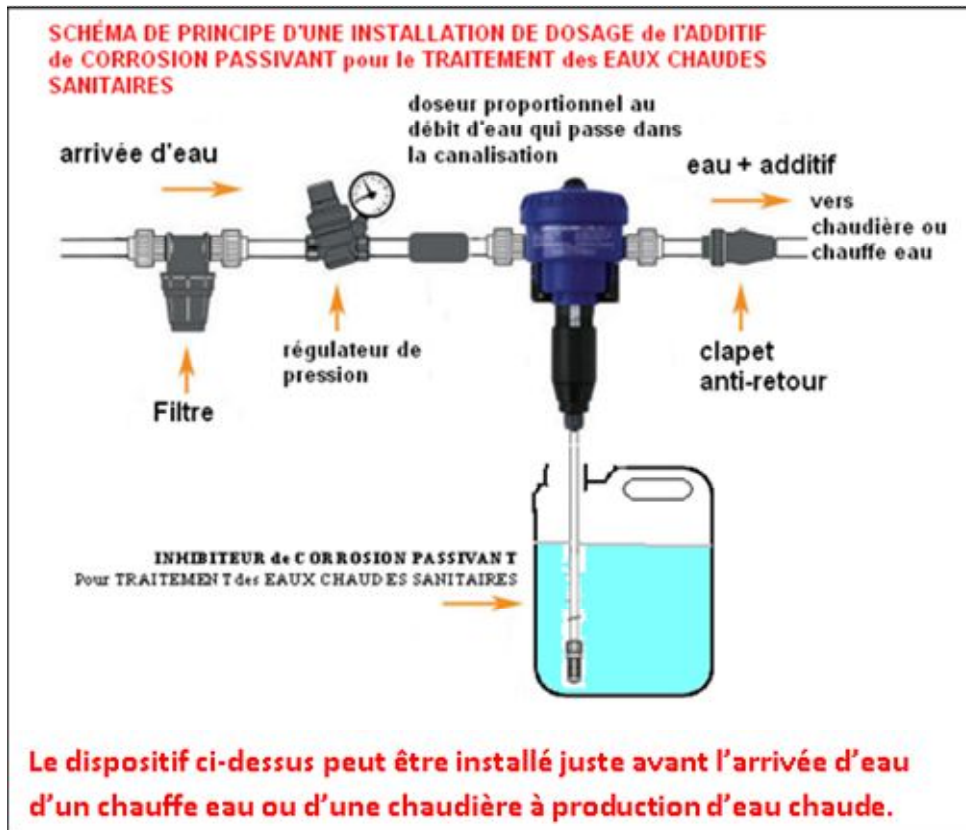 SCHÉMA DE PRINCIPE D'UNE INSTALLATION DE DOSAGE de l'ADDITIF
de CORROSION PASSIVANT pour le TRAITEMENT des EAUX CHAUDES
SANITAIRES
doseur proportionnel au
débit d'eau qui passe dans
la canalisation
arrivée d'eau
eau + additif
vers
chaudière ou
chauffe eau
régulateur de
pression
clapet
anti-retour
Filtre
INHIBITEUR de CORROSION PASSIVANT
Pour TRAITEMENT des EAUX CHAUDES SANITAIRES
Le dispositif ci-dessus peut être installé juste avant l'arrivée d'eau
d'un chauffe eau ou d'une chaudière à production d'eau chaude.